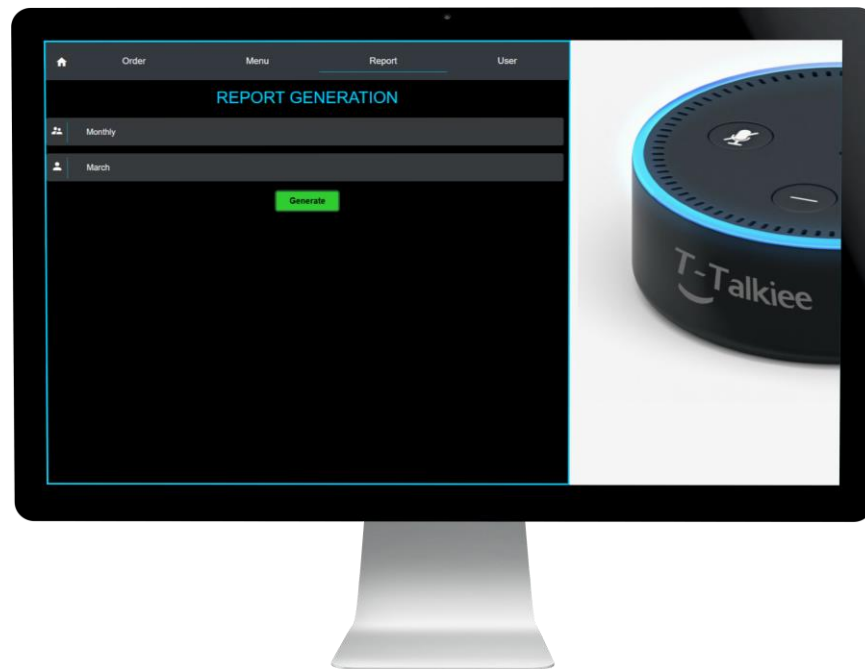 Order Menu Report User
REPORT GENERATION
Monthly
March
Generate
T-Talkiee